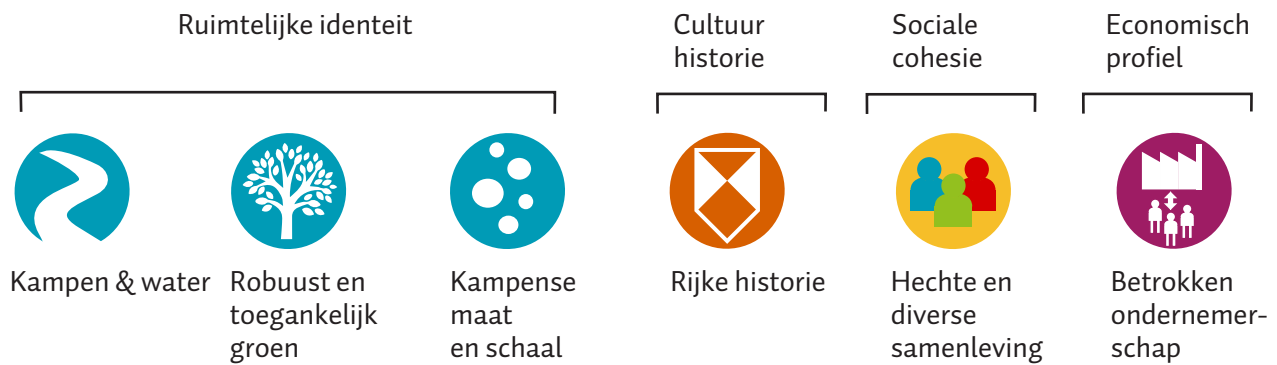 Ruimtelijke identeit
Cultuur
historie
Sociale
cohesie
Economisch
profiel
Kampen & water
Robuust en
toegankelijk
groen
Kampense
maat
en schaal
Rijke historie
Hechte en
diverse
samenleving
Betrokken
ondernemer-
schap